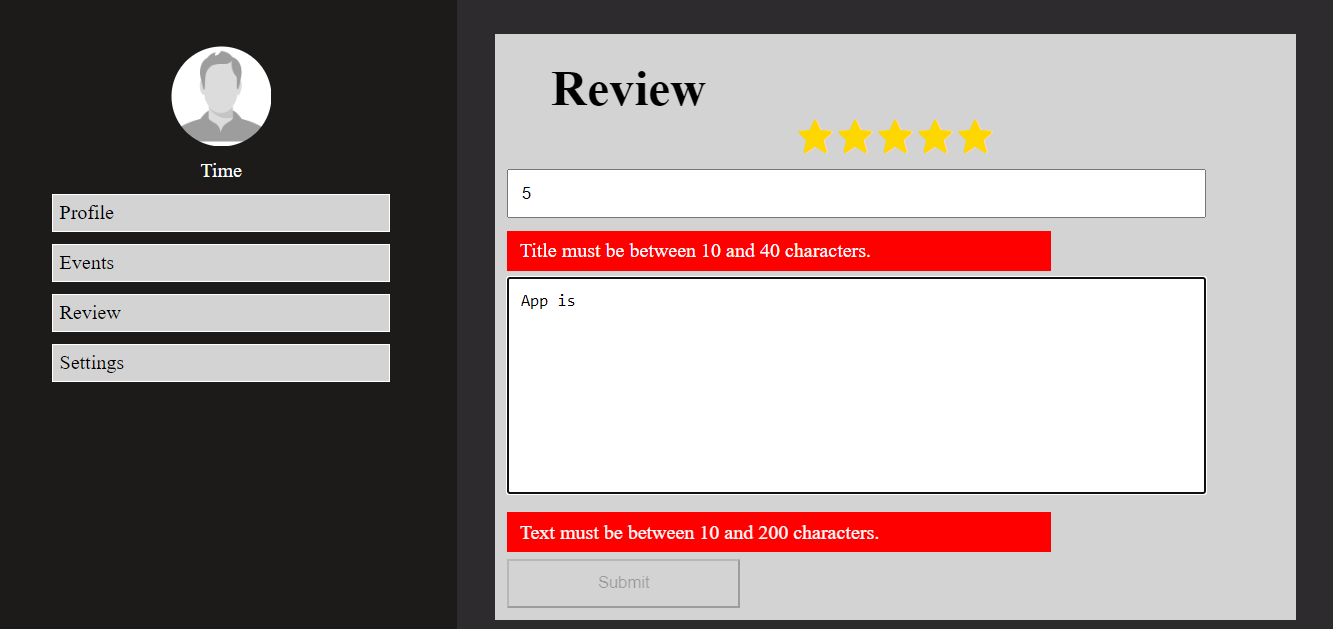 Time
Profile
Events
Review
Settings
Review
5
Title must be between 10 and 40 characters.
App is
Text must be between 10 and 200 characters.
Submit